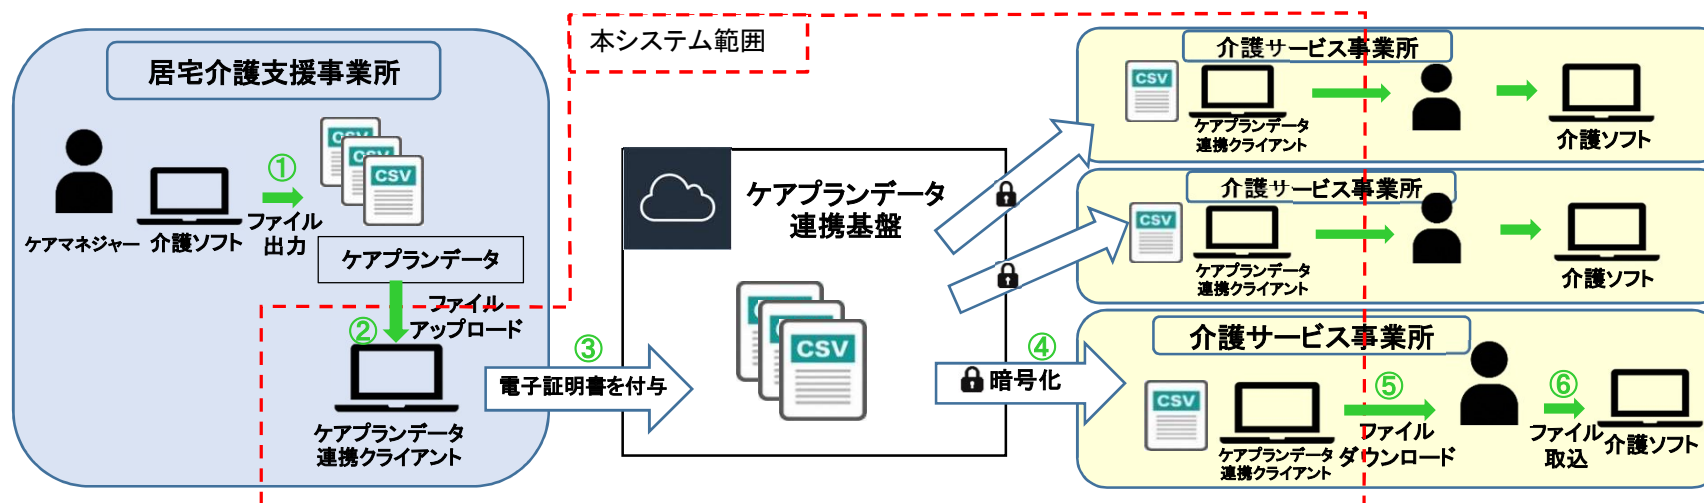 本システム範囲
居宅介護支援事業所
①
ファイル
出力
ケアマネジャー
介護ソフト
CSV
CSV
CSV
ケアプランデータ
②
ファイル
アップロード
ケアプランデータ
連携クライアント
③
電子証明書を付与
ケアプランデータ
連携基盤
CSV
④
暗号化
介護サービス事業所
CSV
ケアプランデータ
連携クライアント
介護ソフト
介護サービス事業所
CSV
ケアプランデータ
連携クライアント
介護ソフト
介護サービス事業所
CSV
ケアプランデータ
連携クライアント
⑤
ファイル
ダウンロード
⑥
ファイル
取込
介護ソフト